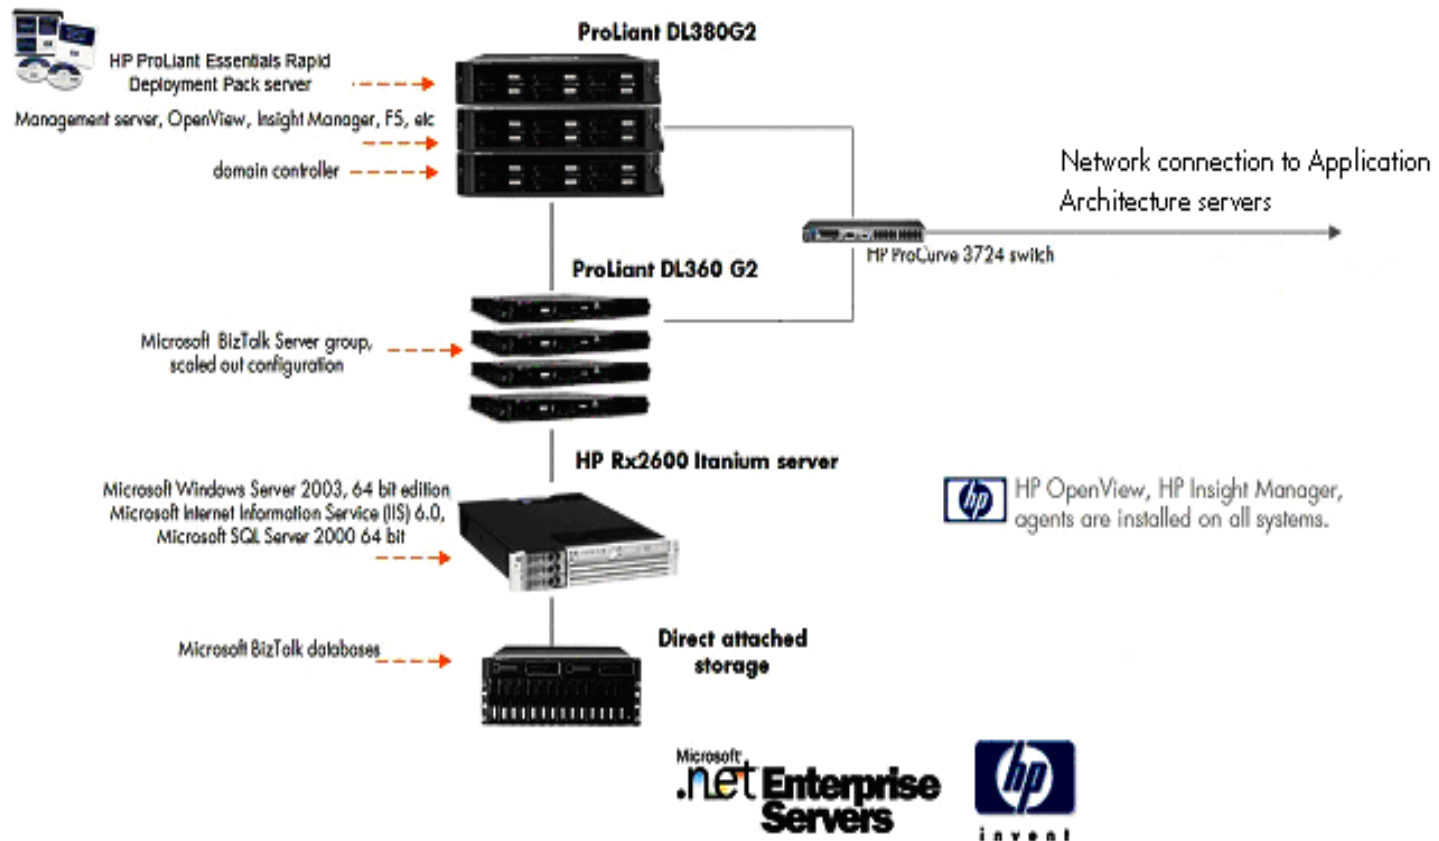 ProLiant DL380G2
HP ProLiant Essentials Rapid
Deployment Pack server
Management server, OpenView, Insight Manager, F5, etc
domain controller
Network connection to Application
Architecture servers
HP ProCurve 3724 switch
ProLiant DL360 G2
Microsoft BizTalk Server group,
scaled out configuration
HP Rx2600 Itanium server
Microsoft Windows Server 2003, 64 bit edition
Microsoft Internet Information Service (IIS) 6.0,
Microsoft SQL Server 2000 64 bit
hp
HP OpenView, HP Insight Manager,
agents are installed on all systems.
Microsoft BizTalk databases
Direct attached
storage
Microsoft
.net Enterprise
Servers
hp
invent